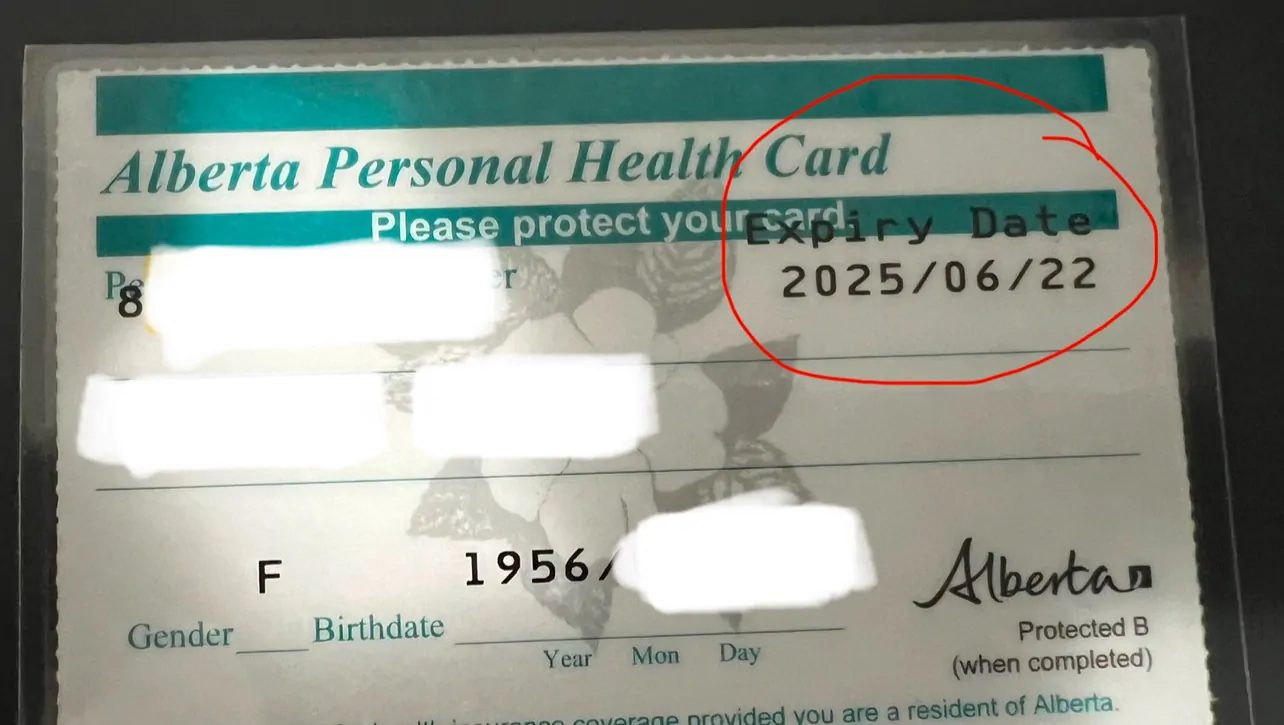 Alberta Personal Health Card
Please protect your card.
Expiry Date
2025/06/22
8
F
1956/
Gender
Birthdate
Year Mon Day
Alberta
Protected B
(when completed)
coverage provided you are a resident of Alberta.